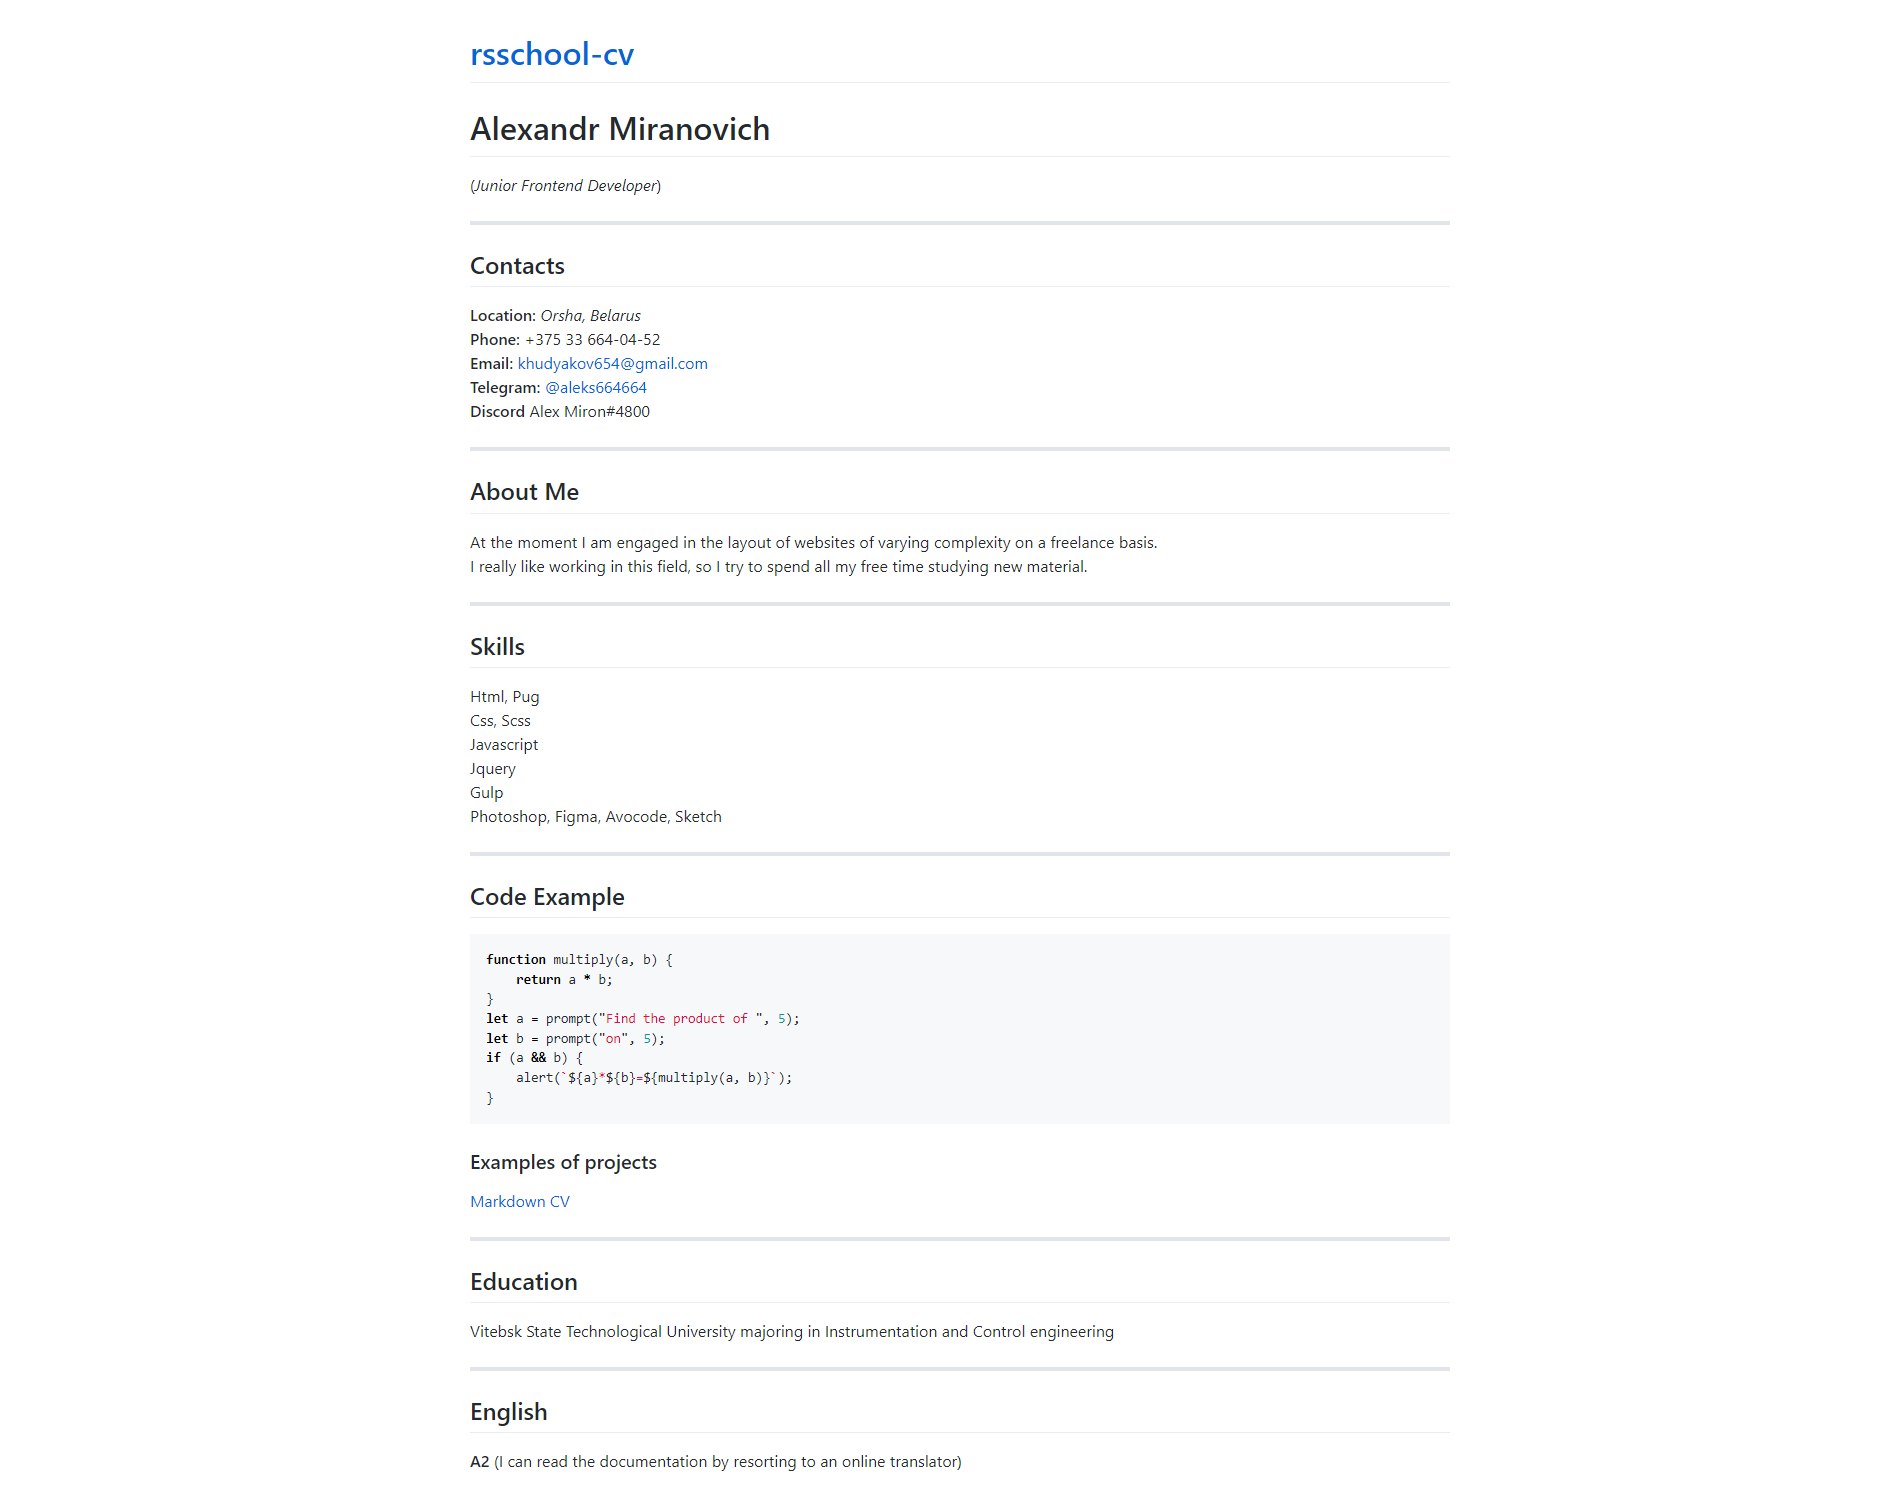 rsschool-cv
Alexandr Miranovich
(Junior Frontend Developer)
Contacts
Location: Orsha, Belarus
Phone: +375 33 664-04-52
Email: khudyakov654@gmail.com
Telegram: @aleks664664
Discord Alex Miron#4800
About Me
At the moment I am engaged in the layout of websites of varying complexity on a freelance basis.
I really like working in this field, so I try to spend all my free time studying new material.
Skills
Html, Pug
Css, Scss
Javascript
Jquery
Gulp
Photoshop, Figma, Avocode, Sketch
Code Example
function multiply(a, b) {
    return a * b;
}
let a = prompt("Find the product of ", 5);
let b = prompt("on", 5);
if (a && b) {
    alert(`${a}*${b}=${multiply(a, b)}`);
}
Examples of projects
Markdown CV
Education
Vitebsk State Technological University majoring in Instrumentation and Control engineering
English
A2 (I can read the documentation by resorting to an online translator)